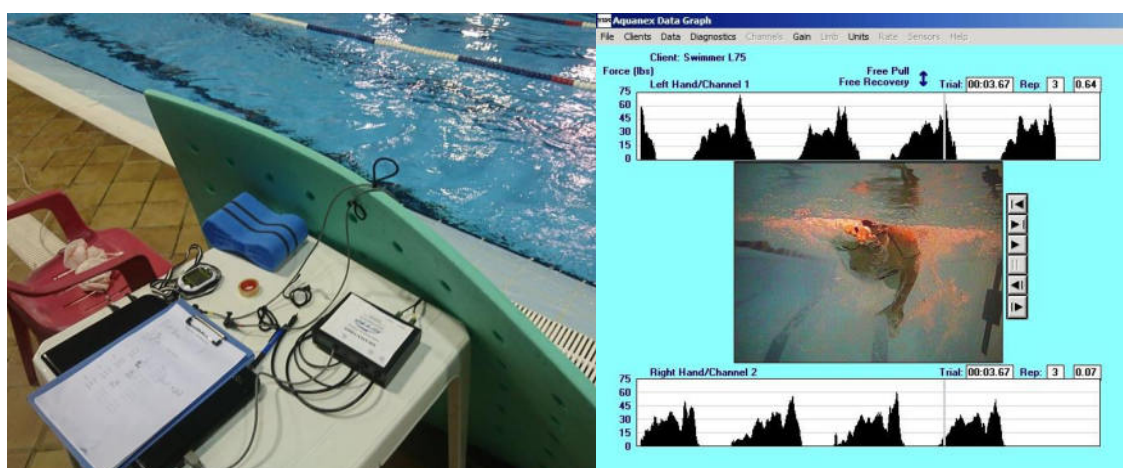 Aquanex Data Graph
File Clients Data Diagnostics Channels Gain Limb Units Rate Sensors Help
Client: Swimmer L75
Force (lbs)
Free Pull
Free Recovery
Left Hand/Channel 1
Trial: 00:03.67 Rep: 3 0.64
75
60
45
30
15
0
Right Hand/Channel 2
Trial: 00:03.67 Rep: 3 0.07
75
60
45
30
15
0